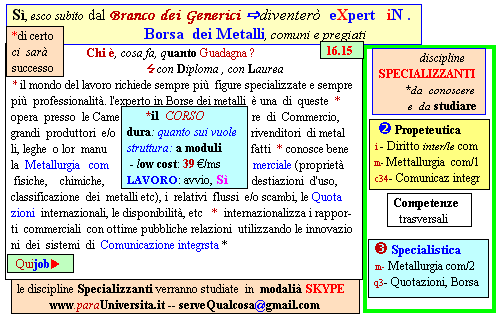 Sì, esco subito dal Branco dei Generici ➪diventerò eXpert iN .
Borsa dei Metalli, comuni e pregiati
*di certo
ci sarà
successo
Chi è, cosa fa, quanto Guadagna ?
16.15
con Diploma , con Laurea
* il mondo del lavoro richiede sempre più figure specializzate e sempre
più professionalità. l'experto in Borse dei metalli è una di queste *
opera presso le Came re di Commercio,
grandi produttori e/o rivenditori di metal
li, leghe o lor manu fatti * conosce bene
la Metallurgia com merciale (proprietà
fisiche, chimiche, destiazioni d'uso,
classificazione dei metalli etc), i relativi flussi e/o scambi, le Quota
zioni internazionali, le disponibilità, etc * internazionalizza i rappor-
ti commerciali con ottime pubbliche relazioni utilizzando le innovazio
ni dei sistemi di Comunicazione integrsta *
*il CORSO
dura: quanto sui vuole
struttura: a moduli
- low cost: 39 €/ms
LAVORO: avvio, Sì
Quijob
le discipline Specializzanti verranno studiate in modalià SKYPE
www.paraUniversita.it -- serveQualcosa@gmail.com
discipline
SPECIALIZZANTI
*da conoscere
e da studiare
❷ Propeteutica
i - Diritto inter/le com
m- Mettallurgia com/1
c34- Comunicaz integr
Competenze
trasversali
❸ Specialistica
m- Metallurgia com/2
q3- Quotazioni, Borsa